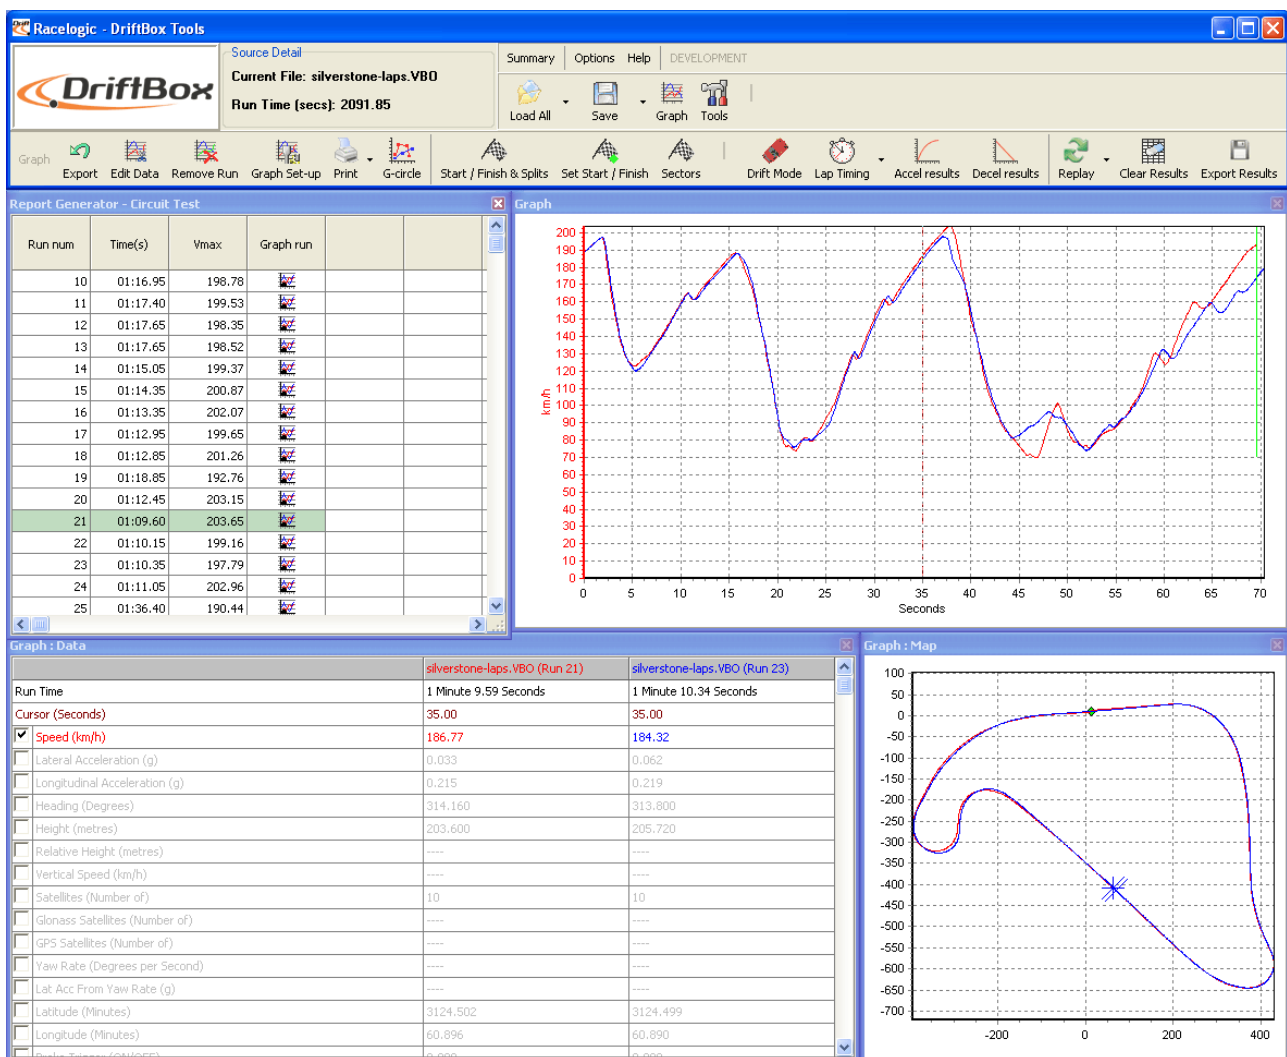 Racelogic - DriftBox Tools
DriftBox
Source Detail
Current File: silverstone-laps.VBO
Run Time (secs): 2091.85
Summary Options Help DEVELOPMENT
Load All Save Graph Tools
Graph Export Edit Data Remove Run Graph Set-up Print G-circle Start / Finish & Splits Set Start / Finish Sectors Drift Mode Lap Timing Accel results Decel results Replay Clear Results Export Results
Report Generator - Circuit Test
Run num Time(s) Vmax Graph run
10 01:16.95 198.78
11 01:17.40 199.53
12 01:17.65 198.35
13 01:17.65 198.52
14 01:15.05 199.37
15 01:14.35 200.87
16 01:13.35 202.07
17 01:12.95 199.65
18 01:12.85 201.26
19 01:18.85 192.76
20 01:12.45 203.15
21 01:09.60 203.65
22 01:10.15 199.16
23 01:10.35 197.79
24 01:11.05 202.96
25 01:36.40 190.44
Graph
200
190
180
170
160
150
140
130
120
110
100
90
80
70
60
50
40
30
20
10
0
km/h
0 5 10 15 20 25 30 35 40 45 50 55 60 65 70
Seconds
Graph : Data
silverstone-laps.VBO (Run 21) silverstone-laps.VBO (Run 23)
Run Time 1 Minute 9.59 Seconds 1 Minute 10.34 Seconds
Cursor (Seconds) 35.00 35.00
Speed (km/h) 186.77 184.32
Lateral Acceleration (g) 0.033 0.062
Longitudinal Acceleration (g) 0.215 0.219
Heading (Degrees) 314.160 313.800
Height (metres) 203.600 205.720
Relative Height (metres) ---- ----
Vertical Speed (km/h) ---- ----
Satellites (Number of) 10 10
Glonass Satellites (Number of) ---- ----
GPS Satellites (Number of) ---- ----
Yaw Rate (Degrees per Second) ---- ----
Lat Acc From Yaw Rate (g) ---- ----
Latitude (Minutes) 3124.502 3124.499
Longitude (Minutes) 60.896 60.890
Graph : Map
100
50
0
-50
-100
-150
-200
-250
-300
-350
-400
-450
-500
-550
-600
-650
-700
-200 0 200 400